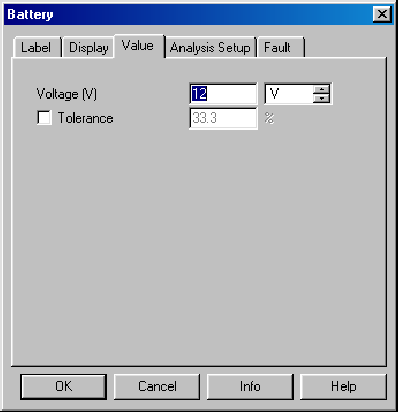 Battery
Label Display Value Analysis Setup Fault
Voltage (V) 12 V
Tolerance 33.3 %
OK Cancel Info Help